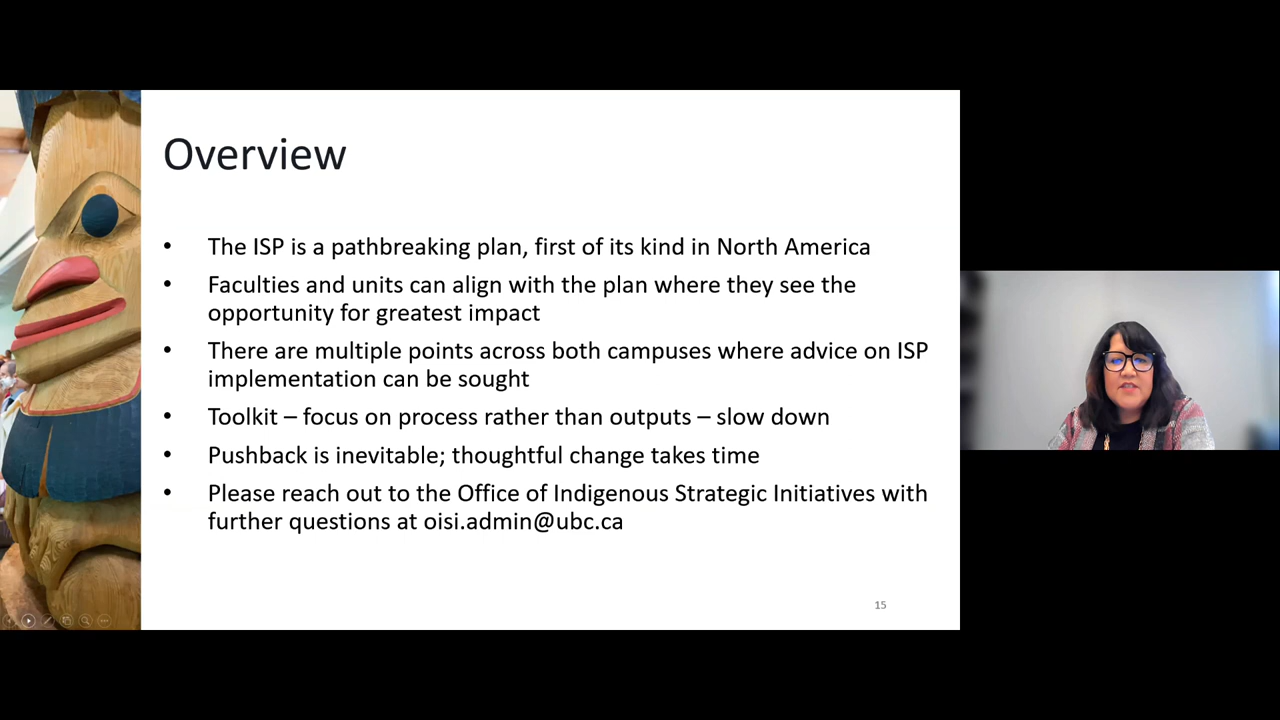 Overview
• The ISP is a pathbreaking plan, first of its kind in North America
• Faculties and units can align with the plan where they see the
opportunity for greatest impact
• There are multiple points across both campuses where advice on ISP
implementation can be sought
• Toolkit – focus on process rather than outputs – slow down
• Pushback is inevitable; thoughtful change takes time
• Please reach out to the Office of Indigenous Strategic Initiatives with
further questions at oisi.admin@ubc.ca
15